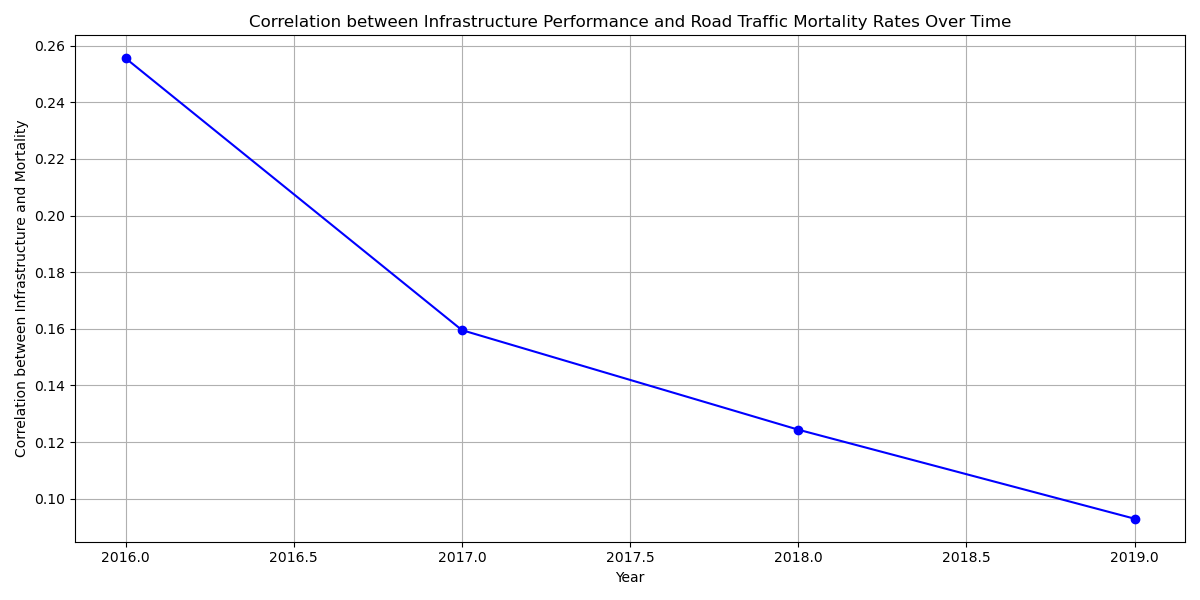 Correlation between Infrastructure Performance and Road Traffic Mortality Rates Over Time
Correlation between Infrastructure and Mortality
0.26
0.24
0.22
0.20
0.18
0.16
0.14
0.12
0.10
2016.0 2016.5 2017.0 2017.5 2018.0 2018.5 2019.0
Year